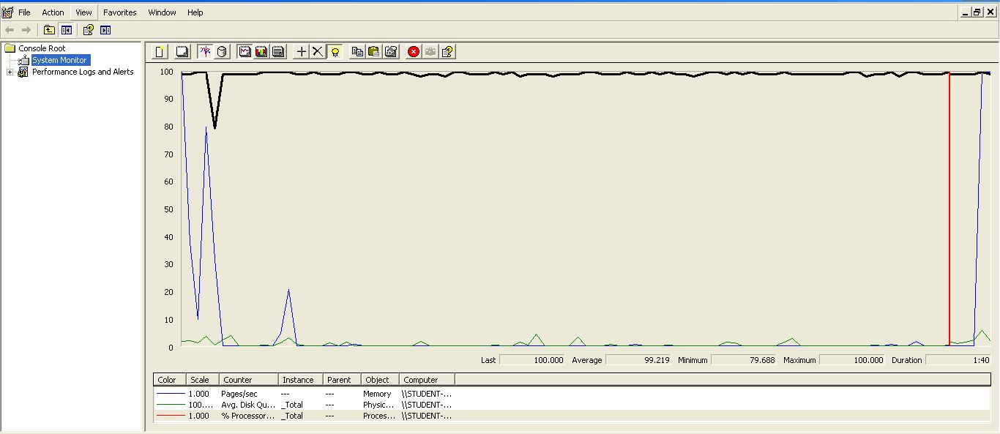 File Action View Favorites Window Help
Console Root
System Monitor
Performance Logs and Alerts
100
90
80
70
60
50
40
30
20
10
0
Last 100.000 Average 99.219 Minimum 79.688 Maximum 100.000 Duration 1:40
Color Scale Counter Instance Parent Object Computer
1.000 Pages/sec --- --- Memory \\STUDENT-...
100.... Avg. Disk Qu... _Total --- Physic... \\STUDENT-...
1.000 % Processor... _Total --- Proces... \\STUDENT-...